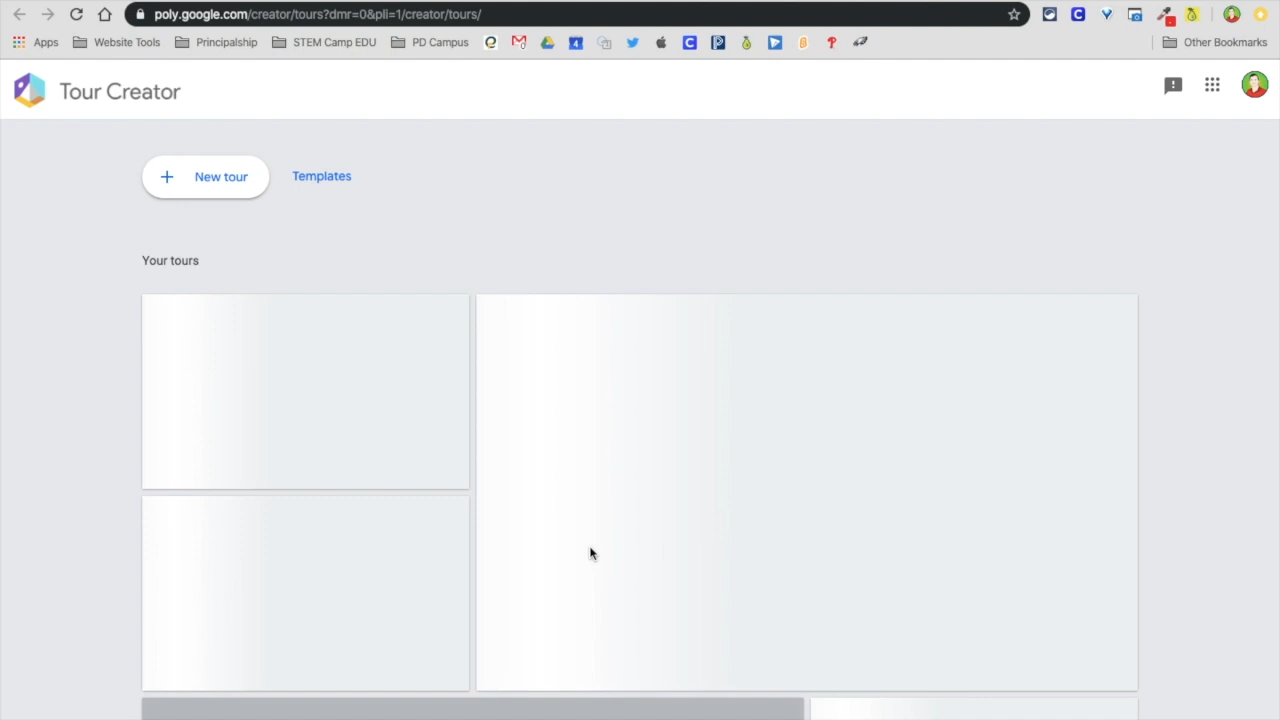 poly.google.com/creator/tours?dmr=0&pli=1/creator/tours/
Apps Website Tools Principalship STEM Camp EDU PD Campus Other Bookmarks
Tour Creator
+ New tour Templates
Your tours